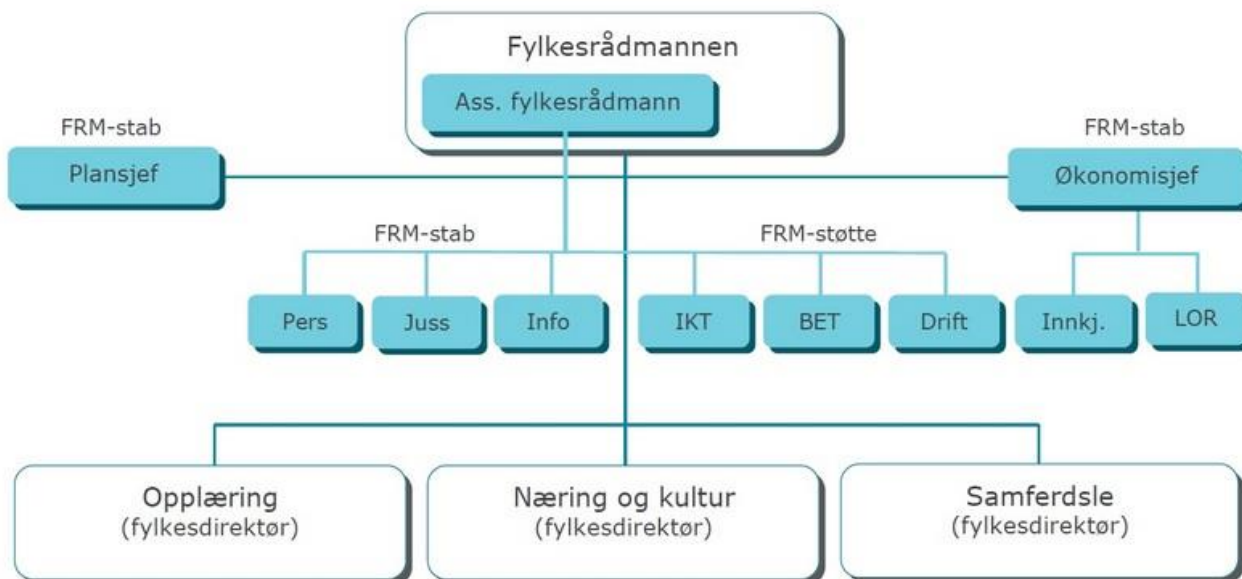 Fylkesrådmannen
Ass. fylkesrådmann
FRM-stab
Plansjef
FRM-stab
Økonomisjef
FRM-stab
FRM-støtte
Pers
Juss
Info
IKT
BET
Drift
Innkj.
LOR
Opplæring
(fylkesdirektør)
Næring og kultur
(fylkesdirektør)
Samferdsle
(fylkesdirektør)